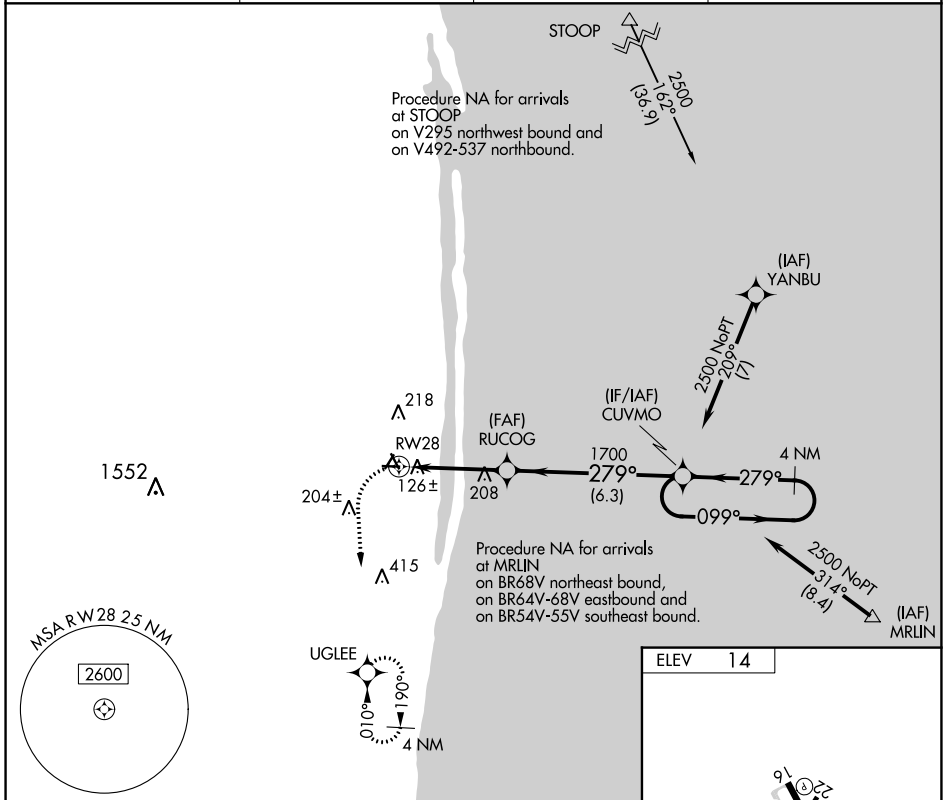 STOOP
2500
162°
(36.9)
Procedure NA for arrivals
at STOOP
on V295 northwest bound and
on V492-537 northbound.
(IAF)
YANBU
2500 NoPT
209°
(7)
(IF/IAF)
CUVMO
(FAF)
RUCOG
218
RW28
1552
126±
204±
208
1700
279°
(6.3)
4 NM
279°
099°
415
Procedure NA for arrivals
at MRLIN
on BR68V northeast bound,
on BR64V-68V eastbound and
on BR54V-55V southeast bound.
2500 NoPT
314°
(8.4)
(IAF)
MRLIN
MSA RW28 25 NM
2600
UGLEE
010°
190°
4 NM
ELEV 14
16
22
P